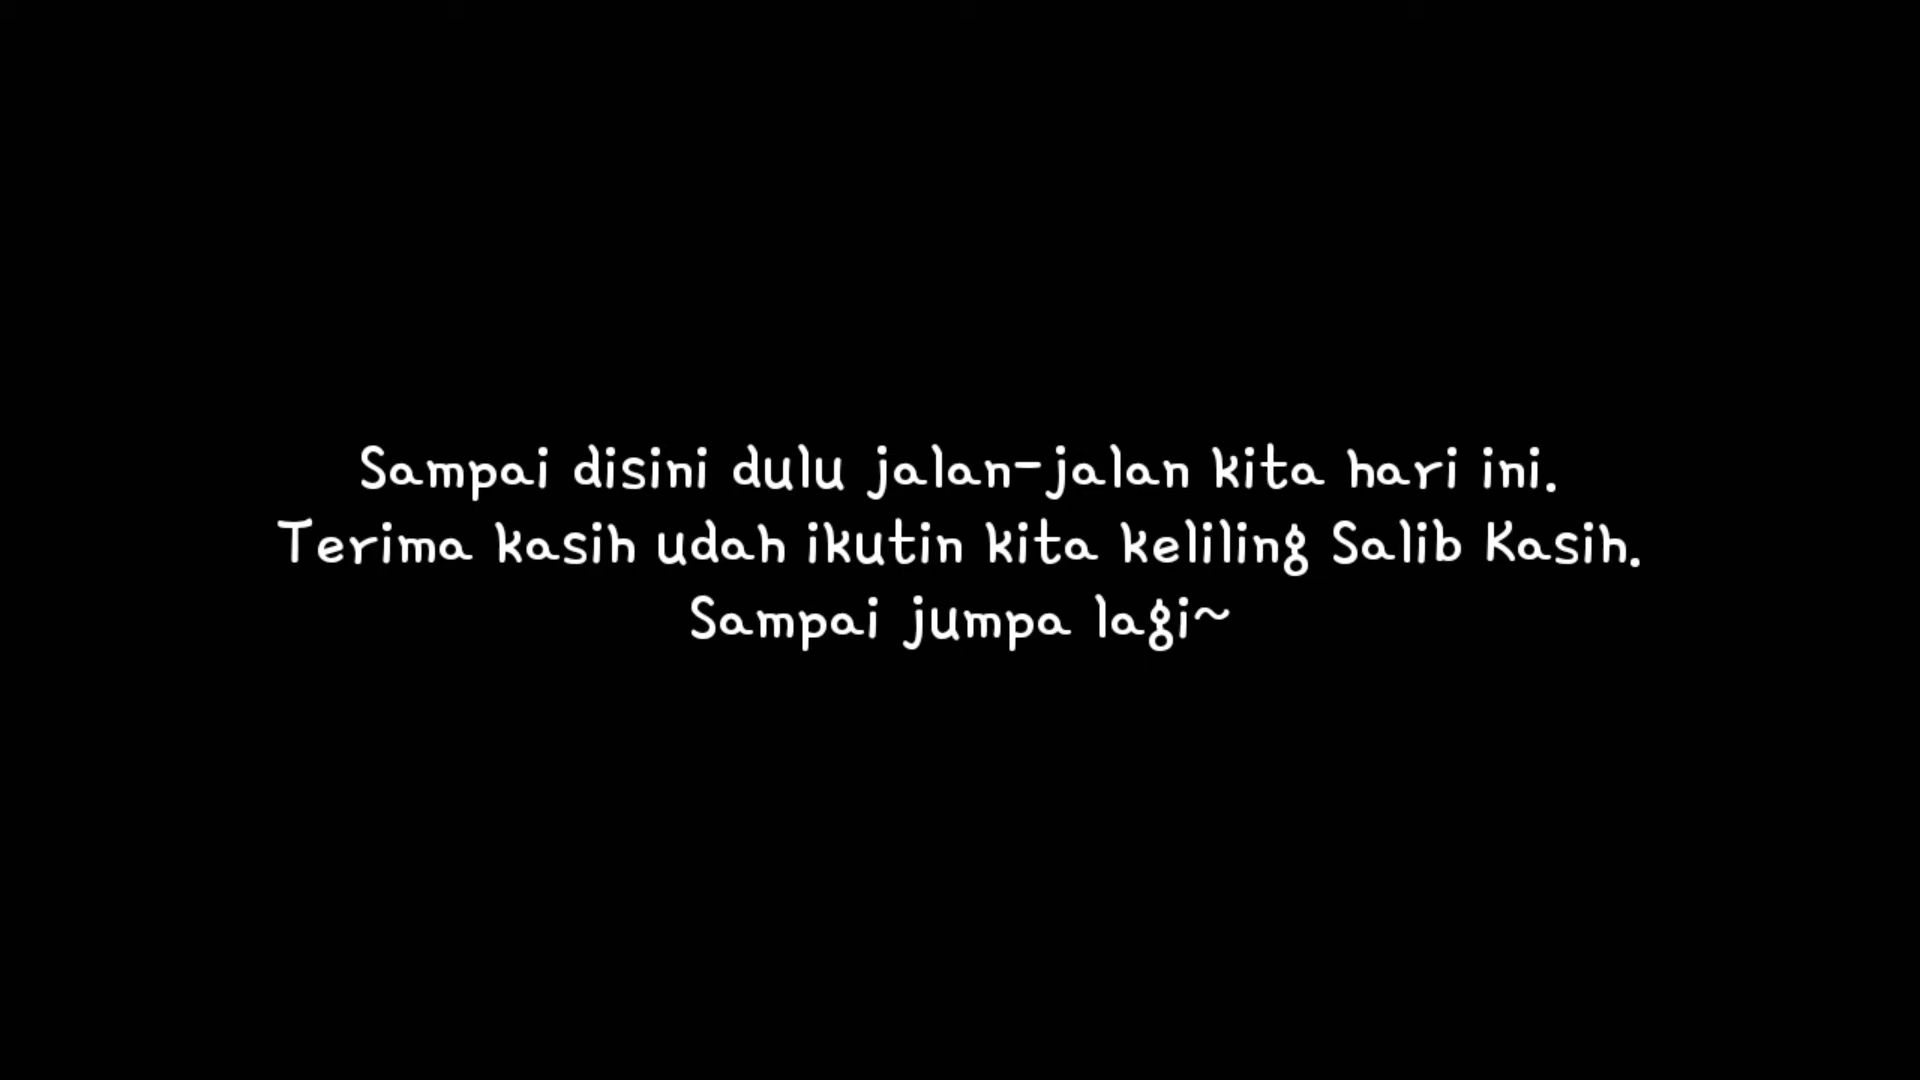 Sampai disini dulu jalan-jalan kita hari ini.
Terima kasih udah ikutin kita keliling Salib Kasih.
Sampai jumpa lagi~